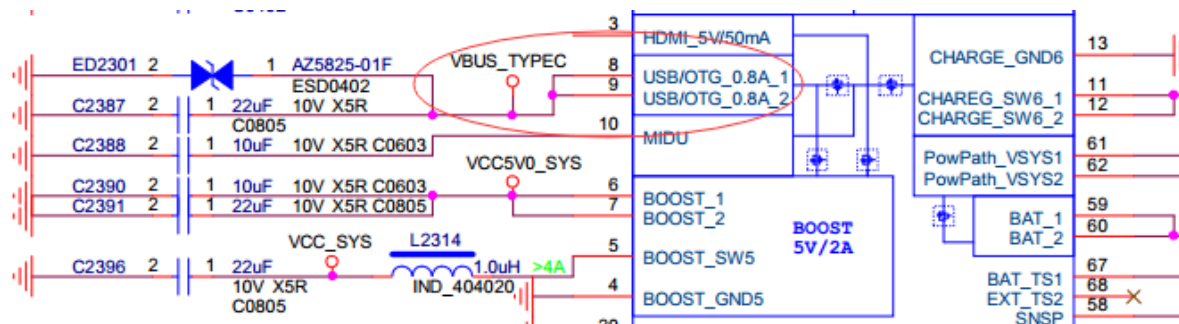 3
HDMI_5V/50mA
CHARGE_GND6 13
ED2301 2 1 AZ5825-01F
ESD0402
VBUS_TYPEC
8 USB/OTG_0.8A_1
9 USB/OTG_0.8A_2
CHAREG_SW6_1 11
CHARGE_SW6_2 12
C2387 2 1 22uF 10V X5R
C0805
10 MIDU
C2388 2 1 10uF 10V X5R C0603
PowPath_VSYS1 61
PowPath_VSYS2 62
VCC5V0_SYS
C2390 2 1 10uF 10V X5R C0603
C2391 2 1 22uF 10V X5R C0805
6 BOOST_1
7 BOOST_2
BOOST
5V/2A
BAT_1 59
BAT_2 60
VCC_SYS
L2314
5 BOOST_SW5
C2396 2 1 22uF
10V X5R
C0805
1.0uH >4A
IND_404020
4 BOOST_GND5
BAT_TS1 67
EXT_TS2 68
SNSP 58